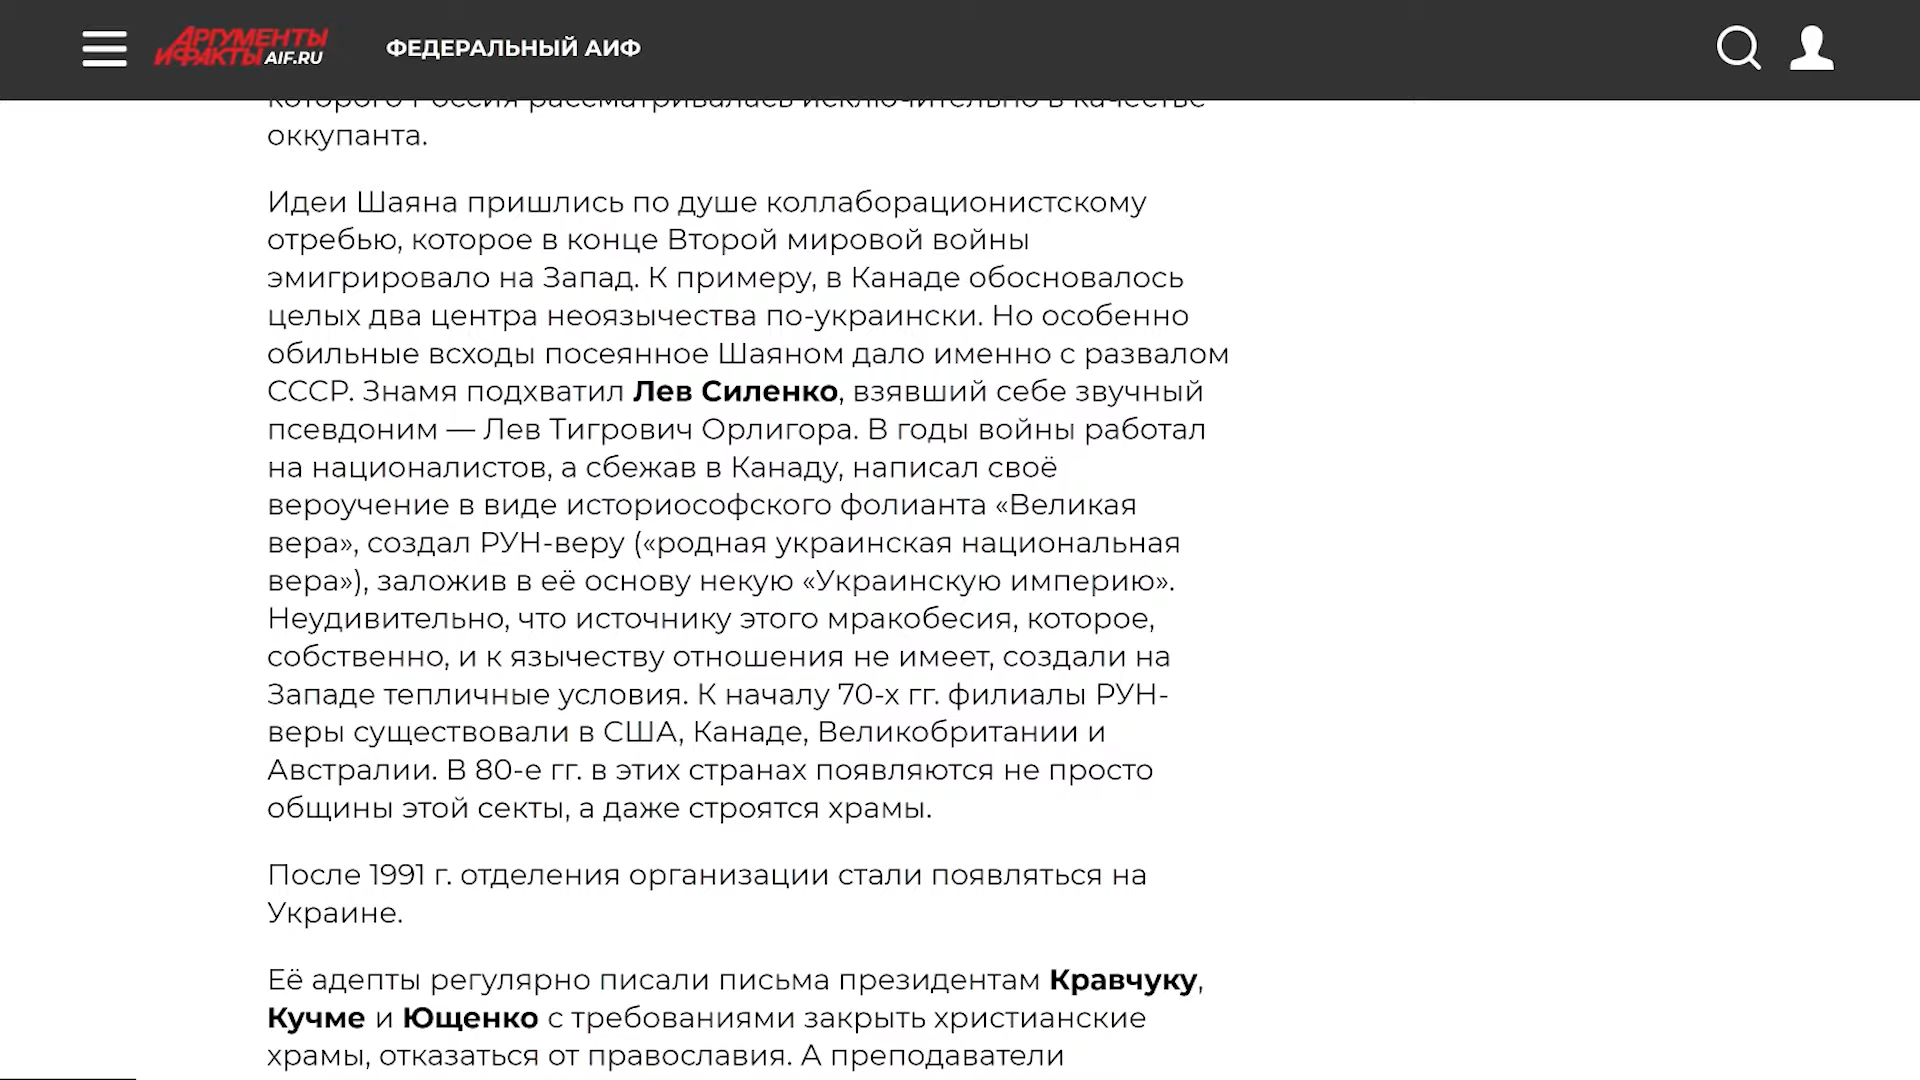 АРГУМЕНТЫ
И ФАКТЫ AIF.RU
ФЕДЕРАЛЬНЫЙ АИФ
которого Россия рассматривалась исключительно в качестве
оккупанта.
Идеи Шаяна пришлись по душе коллаборационистскому
отребью, которое в конце Второй мировой войны
эмигрировало на Запад. К примеру, в Канаде обосновалось
целых два центра неоязычества по-украински. Но особенно
обильные всходы посеянное Шаяном дало именно с развалом
СССР. Знамя подхватил Лев Силенко, взявший себе звучный
псевдоним — Лев Тигрович Орлигора. В годы войны работал
на националистов, а сбежав в Канаду, написал своё
вероучение в виде историософского фолианта «Великая
вера», создал РУН-веру («родная украинская национальная
вера»), заложив в её основу некую «Украинскую империю».
Неудивительно, что источнику этого мракобесия, которое,
собственно, и к язычеству отношения не имеет, создали на
Западе тепличные условия. К началу 70-х гг. филиалы РУН-
веры существовали в США, Канаде, Великобритании и
Австралии. В 80-е гг. в этих странах появляются не просто
общины этой секты, а даже строятся храмы.
После 1991 г. отделения организации стали появляться на
Украине.
Её адепты регулярно писали письма президентам Кравчуку,
Кучме и Ющенко с требованиями закрыть христианские
храмы, отказаться от православия. А преподаватели